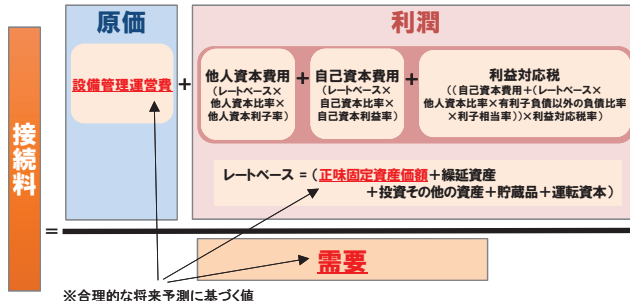 原価
利潤
設備管理運営費
+
他人資本費用
(レートベース×
他人資本比率×
他人資本利子率)
+
自己資本費用
(レートベース×
自己資本比率×
自己資本利益率)
+
利益対応税
((自己資本費用+(レートベース×
他人資本比率×有利子負債以外の負債比率
×利子相当率))×利益対応税率)
レートベース =(正味固定資産価額+繰延資産
+投資その他の資産+貯蔵品+運転資本)
接続料
=
需要
※合理的な将来予測に基づく値